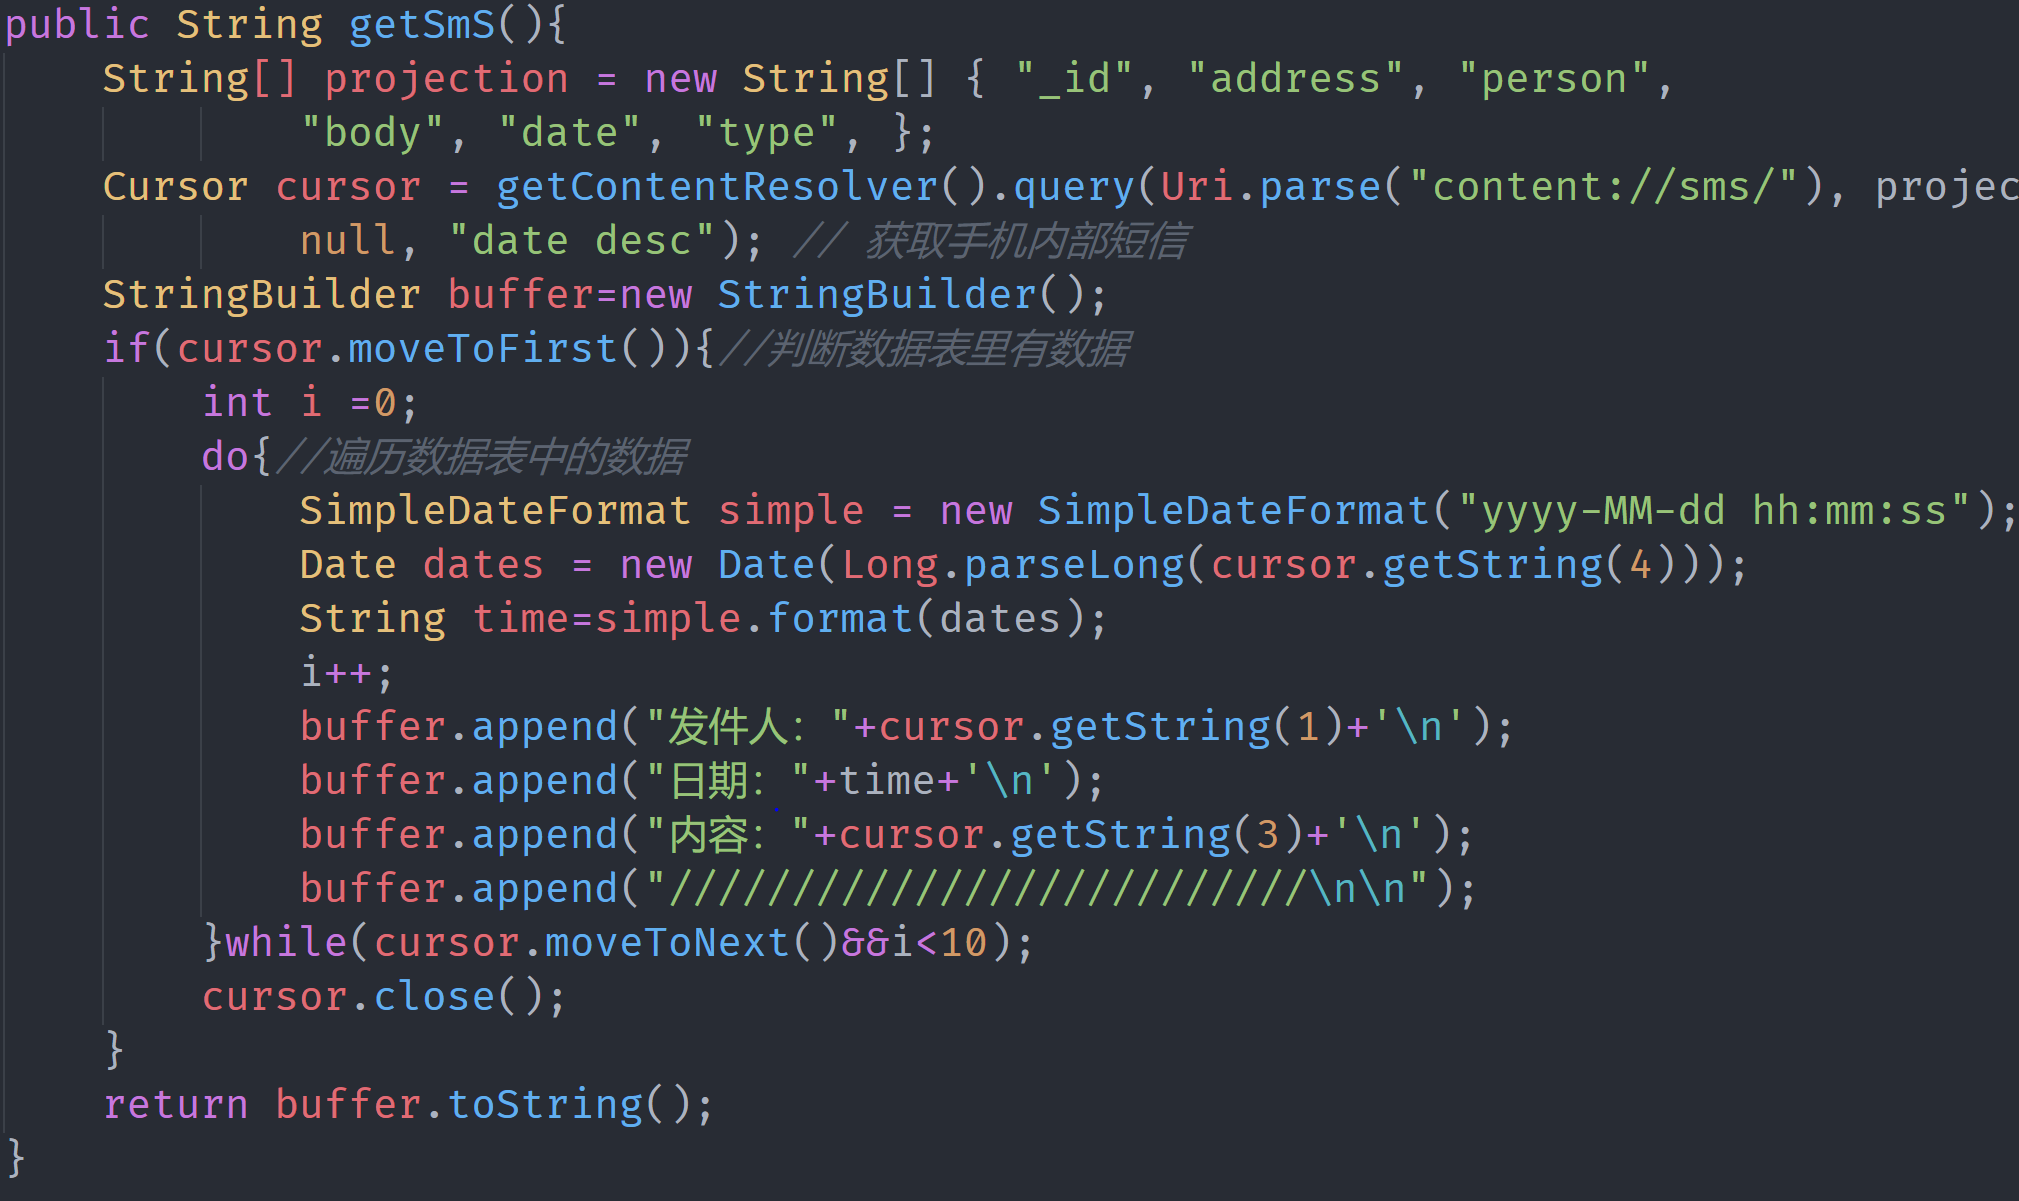 public String getSmS(){
    String[] projection = new String[] { "_id", "address", "person",
            "body", "date", "type", };
    Cursor cursor = getContentResolver().query(Uri.parse("content://sms/"), projec
            null, "date desc"); // 获取手机内部短信
    StringBuilder buffer=new StringBuilder();
    if(cursor.moveToFirst()){//判断数据表里有数据
        int i =0;
        do{//遍历数据表中的数据
            SimpleDateFormat simple = new SimpleDateFormat("yyyy-MM-dd hh:mm:ss");
            Date dates = new Date(Long.parseLong(cursor.getString(4)));
            String time=simple.format(dates);
            i++;
            buffer.append("发件人："+cursor.getString(1)+'\n');
            buffer.append("日期："+time+'\n');
            buffer.append("内容："+cursor.getString(3)+'\n');
            buffer.append("//////////////////////////\n\n");
        }while(cursor.moveToNext()&&i<10);
        cursor.close();
    }
    return buffer.toString();
}